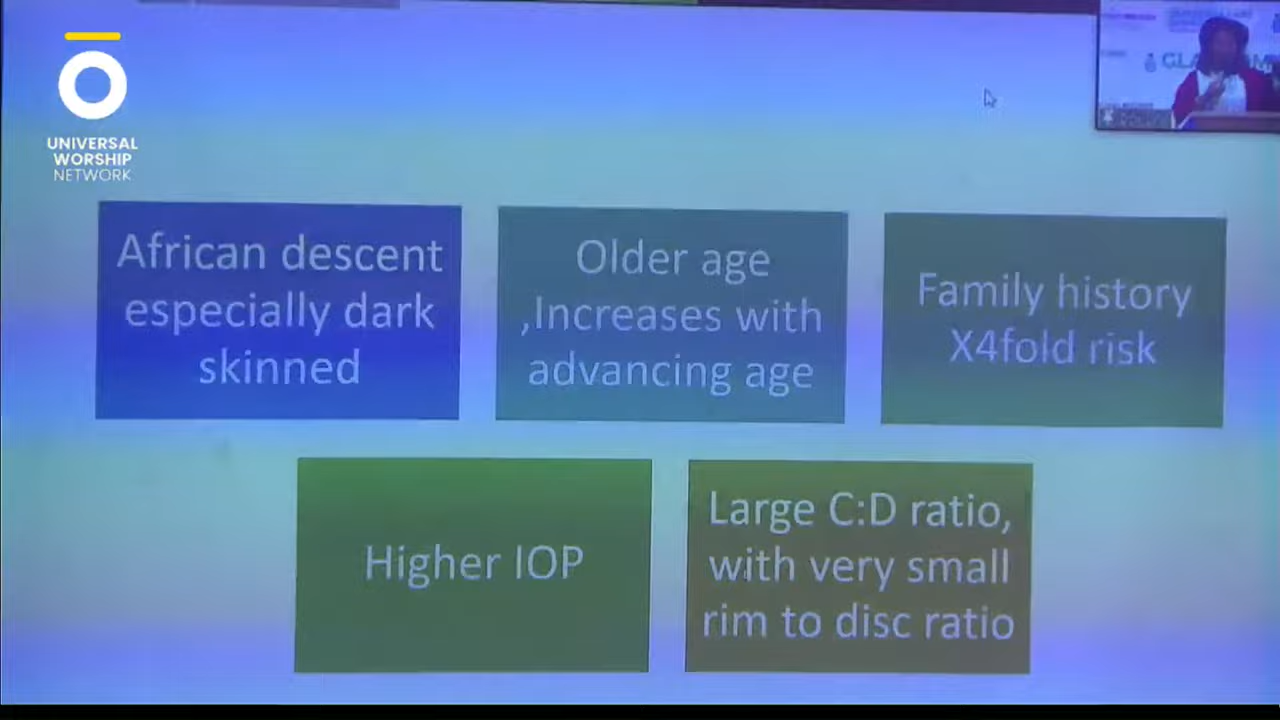 UNIVERSAL
WORSHIP
NETWORK
African descent
especially dark
skinned
Older age
,Increases with
advancing age
Family history
X4fold risk
Higher IOP
Large C:D ratio,
with very small
rim to disc ratio